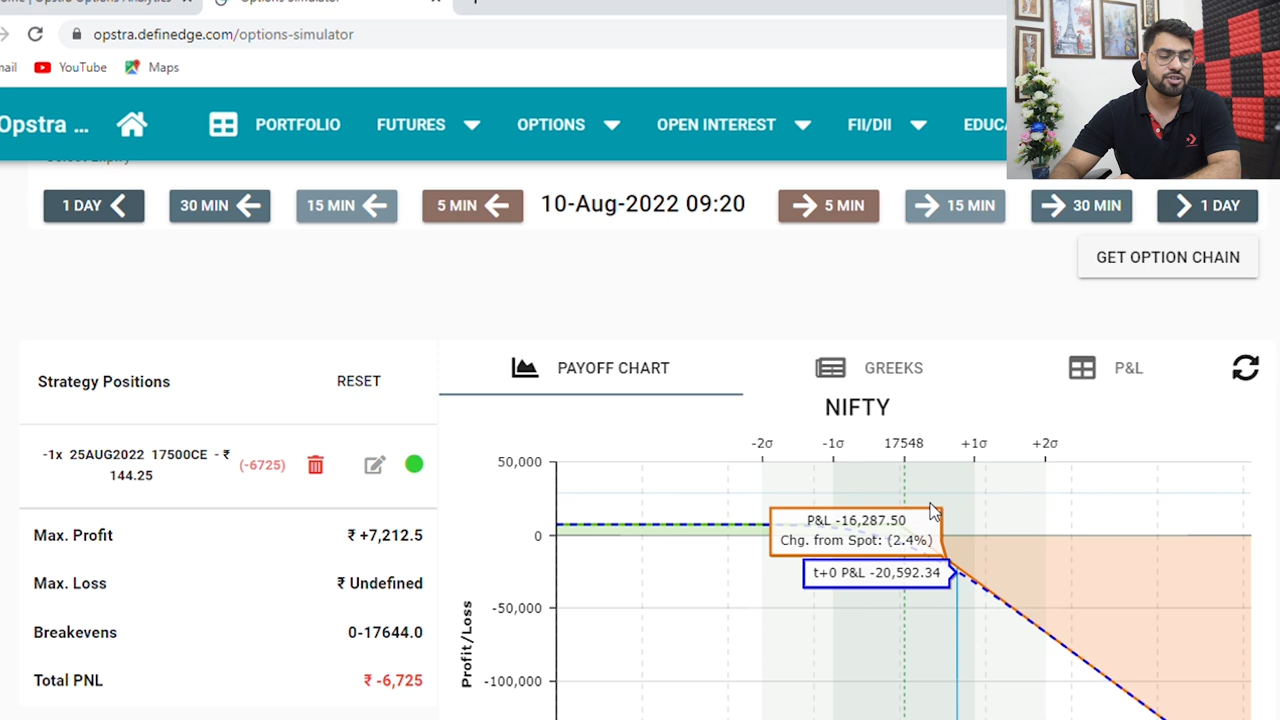 Options Simulator
opstra.definedge.com/options-simulator
mail YouTube Maps
Opstra ... PORTFOLIO FUTURES OPTIONS OPEN INTEREST FII/DII EDUCA
1 DAY 30 MIN 15 MIN 5 MIN 10-Aug-2022 09:20 5 MIN 15 MIN 30 MIN 1 DAY
GET OPTION CHAIN
Strategy Positions RESET
-1x 25AUG2022 17500CE - ₹ 144.25 (-6725)
Max. Profit ₹ +7,212.5
Max. Loss ₹ Undefined
Breakevens 0-17644.0
Total PNL ₹ -6,725
PAYOFF CHART GREEKS P&L
NIFTY
-2σ -1σ 17548 +1σ +2σ
50,000
0
-50,000
-100,000
Profit/Loss
P&L -16,287.50
Chg. from Spot: (2.4%)
t+0 P&L -20,592.34